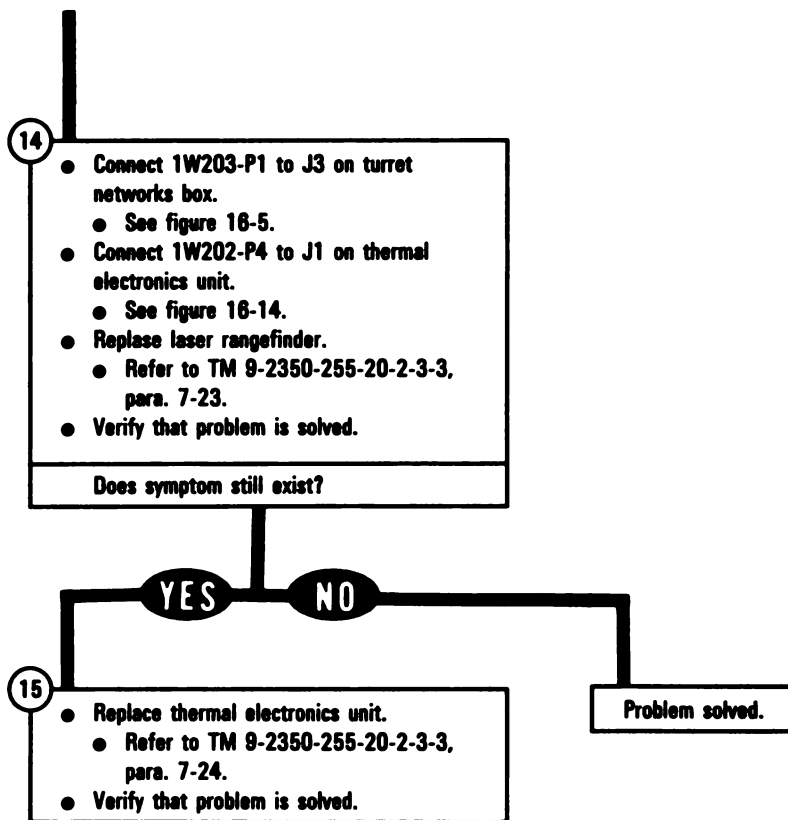 14
● Connect 1W203-P1 to J3 on turret
networks box.
● See figure 16-5.
● Connect 1W202-P4 to J1 on thermal
electronics unit.
● See figure 16-14.
● Replase laser rangefinder.
● Refer to TM 9-2350-255-20-2-3-3,
para. 7-23.
● Verify that problem is solved.
Does symptom still exist?
YES NO
15
● Replace thermal electronics unit.
● Refer to TM 9-2350-255-20-2-3-3,
para. 7-24.
● Verify that problem is solved.
Problem solved.